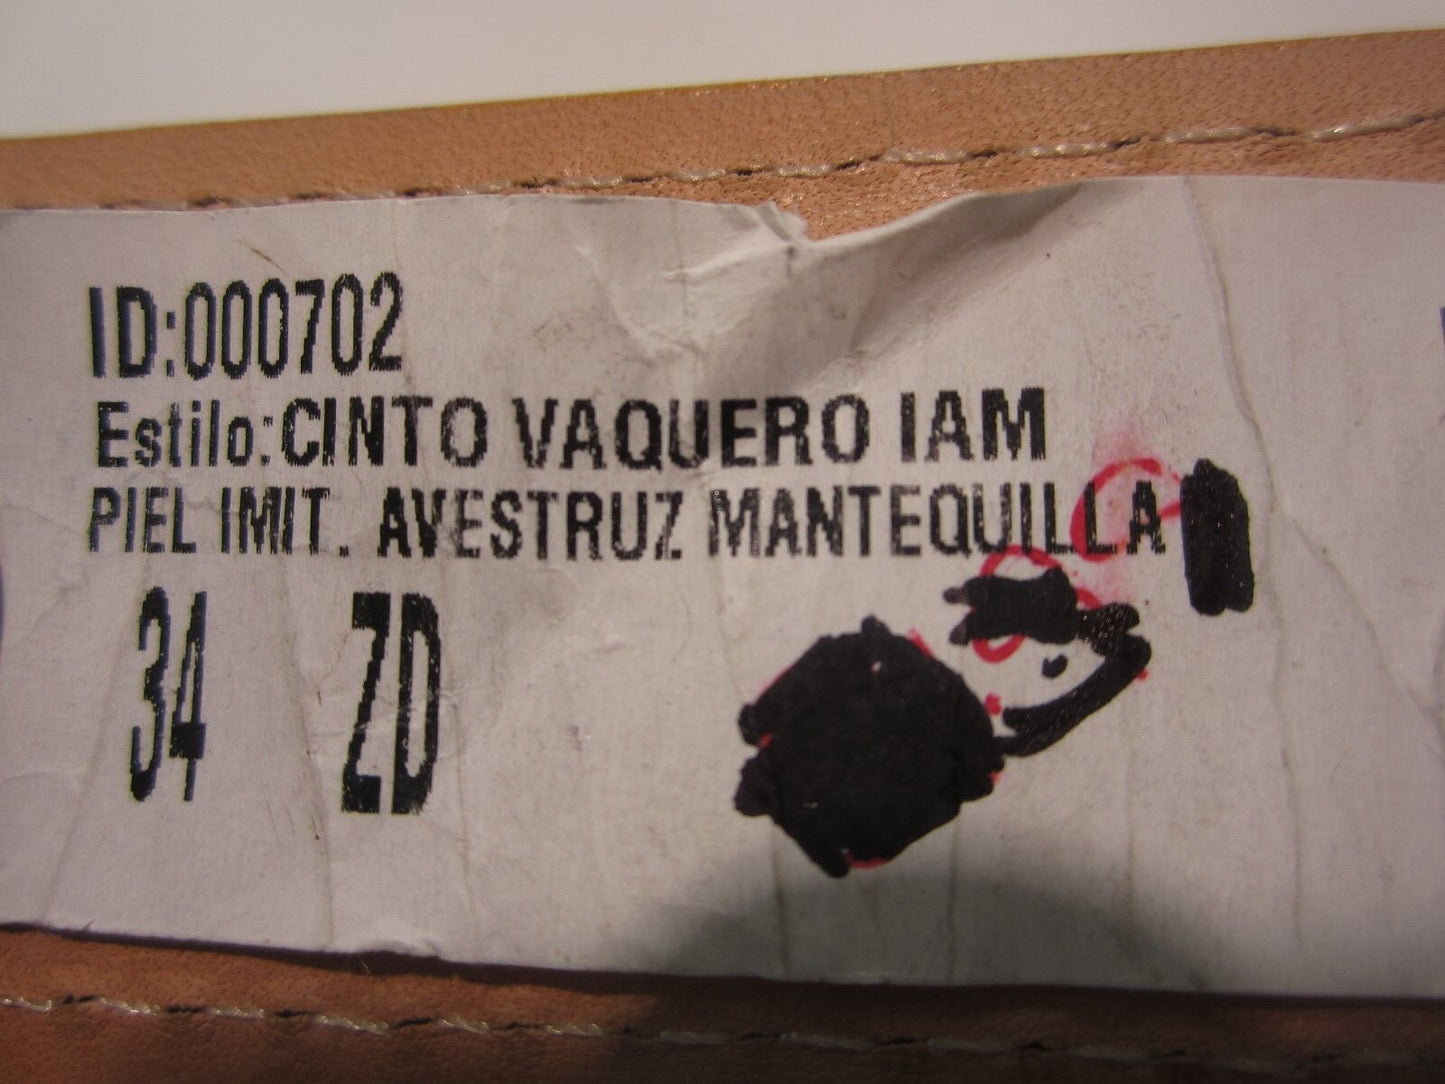 ID:000702
Estilo:CINTO VAQUERO IAM
PIEL IMIT. AVESTRUZ MANTEQUILLA
34 ZD